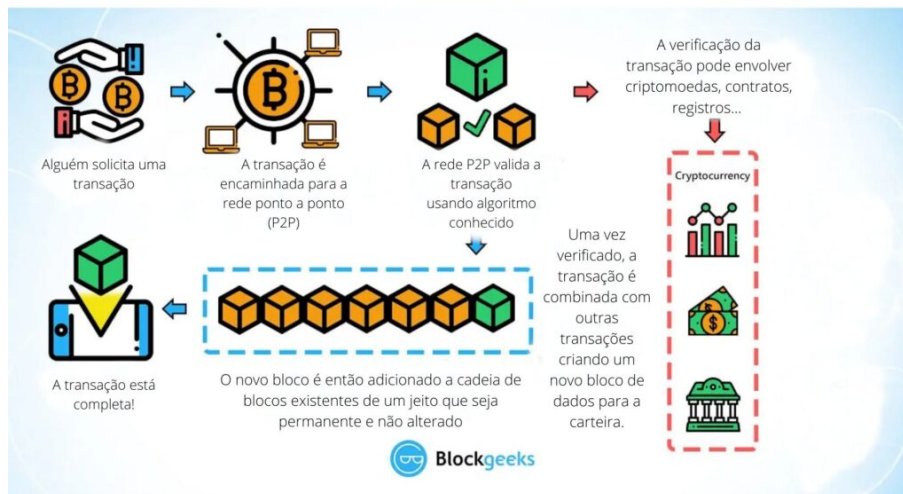 Alguém solicita uma
transação
A transação é
encaminhada para a
rede ponto a ponto
(P2P)
A rede P2P valida a
transação
usando algoritmo
conhecido
A verificação da
transação pode envolver
criptomoedas, contratos,
registros...
Cryptocurrency
Uma vez
verificado, a
transação é
combinada com
outras
transações
criando um
novo bloco de
dados para a
carteira.
O novo bloco é então adicionado a cadeia de
blocos existentes de um jeito que seja
permanente e não alterado
A transação está
completa!
Blockgeeks